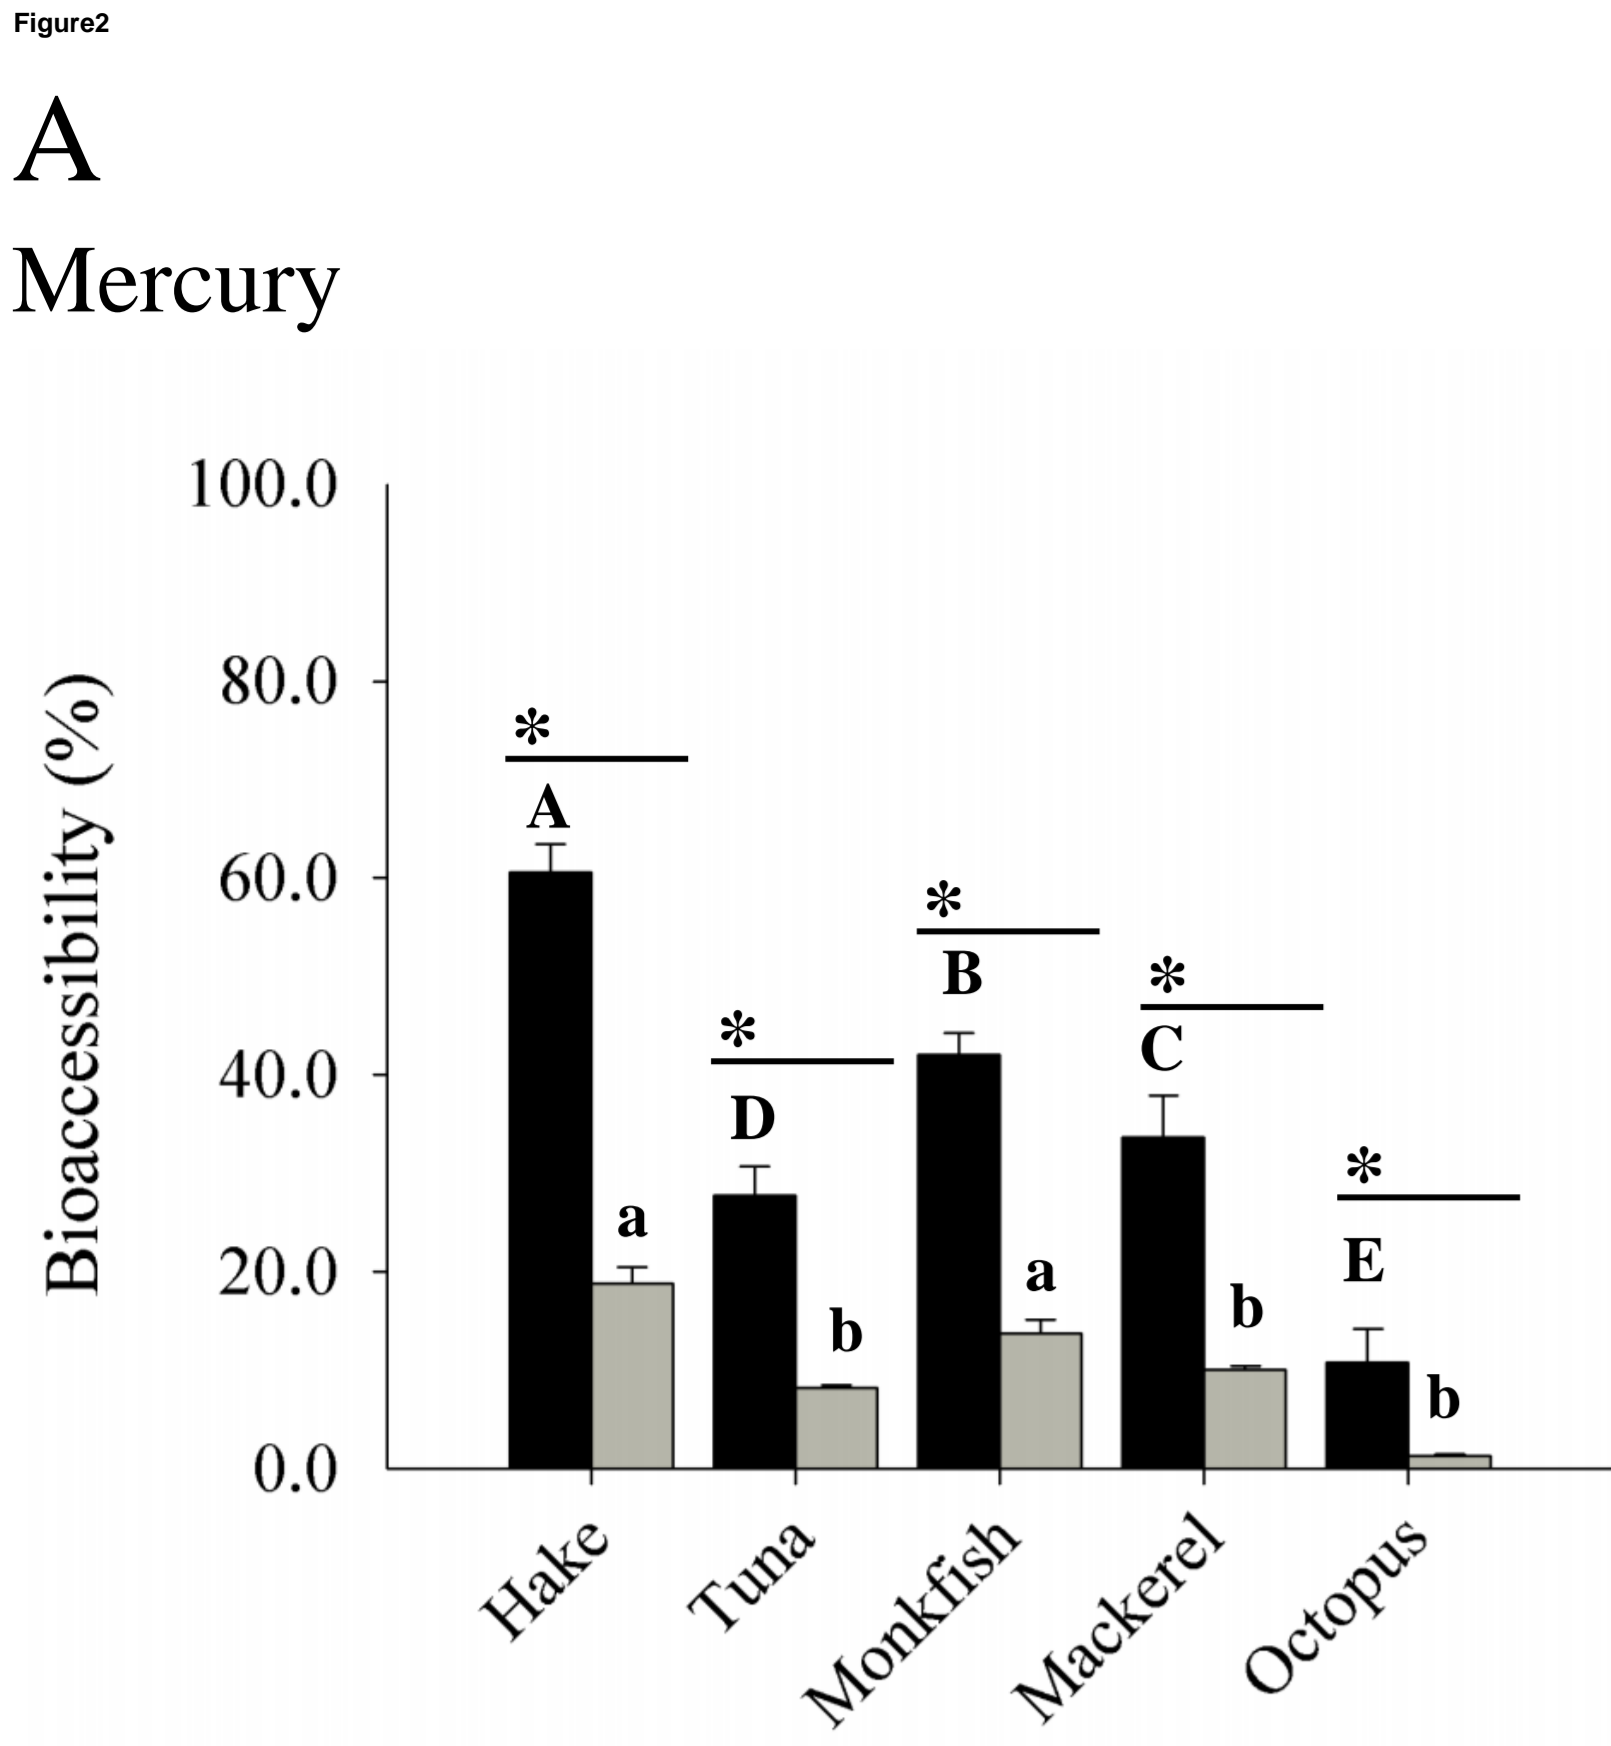 Figure2
A
Mercury
100.0
80.0
60.0
40.0
20.0
0.0
Bioaccessibility (%)
*
A
a
*
D
b
*
B
a
*
C
b
*
E
b
Hake
Tuna
Monkfish
Mackerel
Octopus